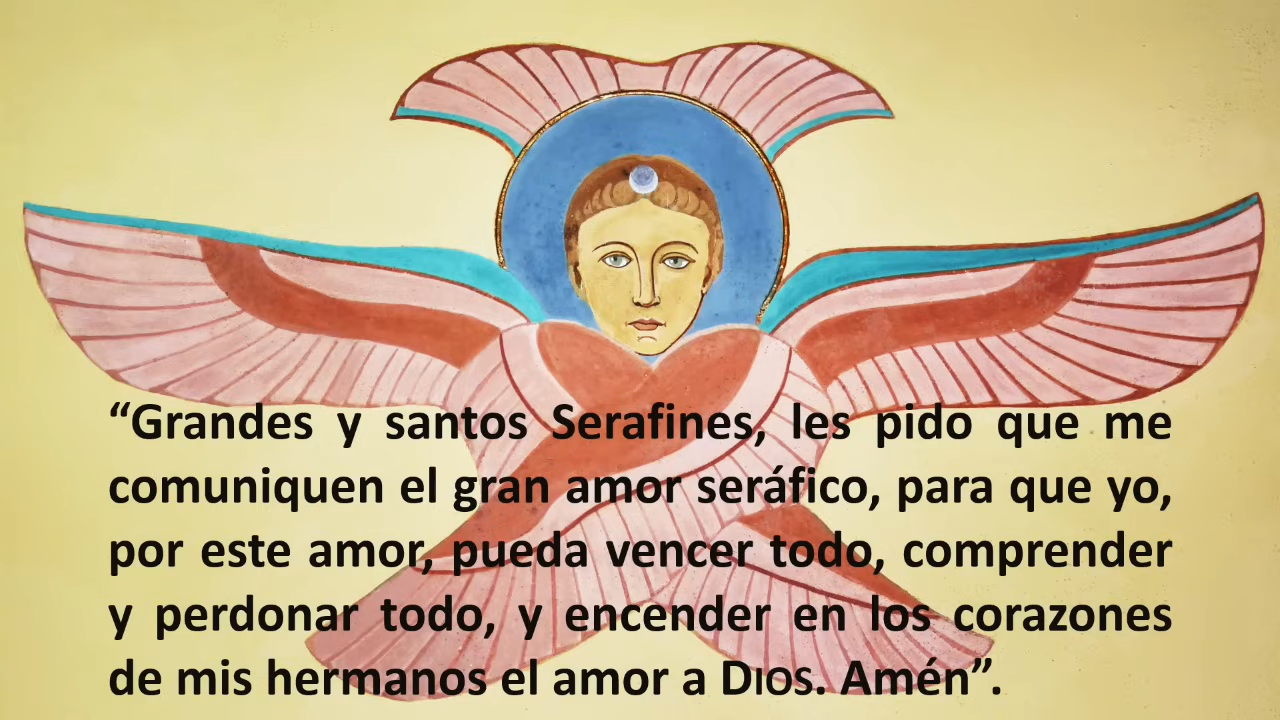 “Grandes y santos Serafines, les pido que me
comuniquen el gran amor seráfico, para que yo,
por este amor, pueda vencer todo, comprender
y perdonar todo, y encender en los corazones
de mis hermanos el amor a DIOS. Amén”.